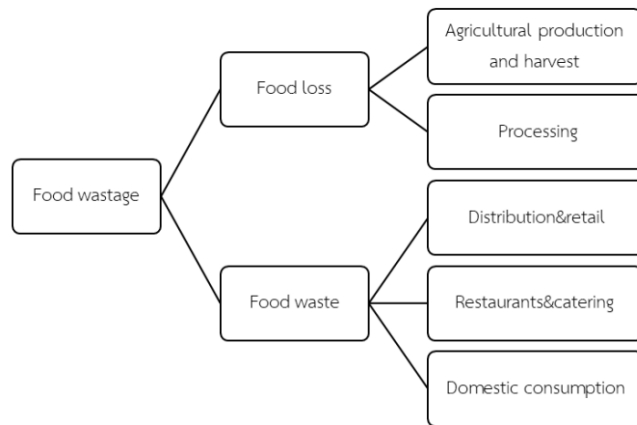 Agricultural production
and harvest
Food loss
Processing
Food wastage
Distribution&retail
Food waste
Restaurants&catering
Domestic consumption